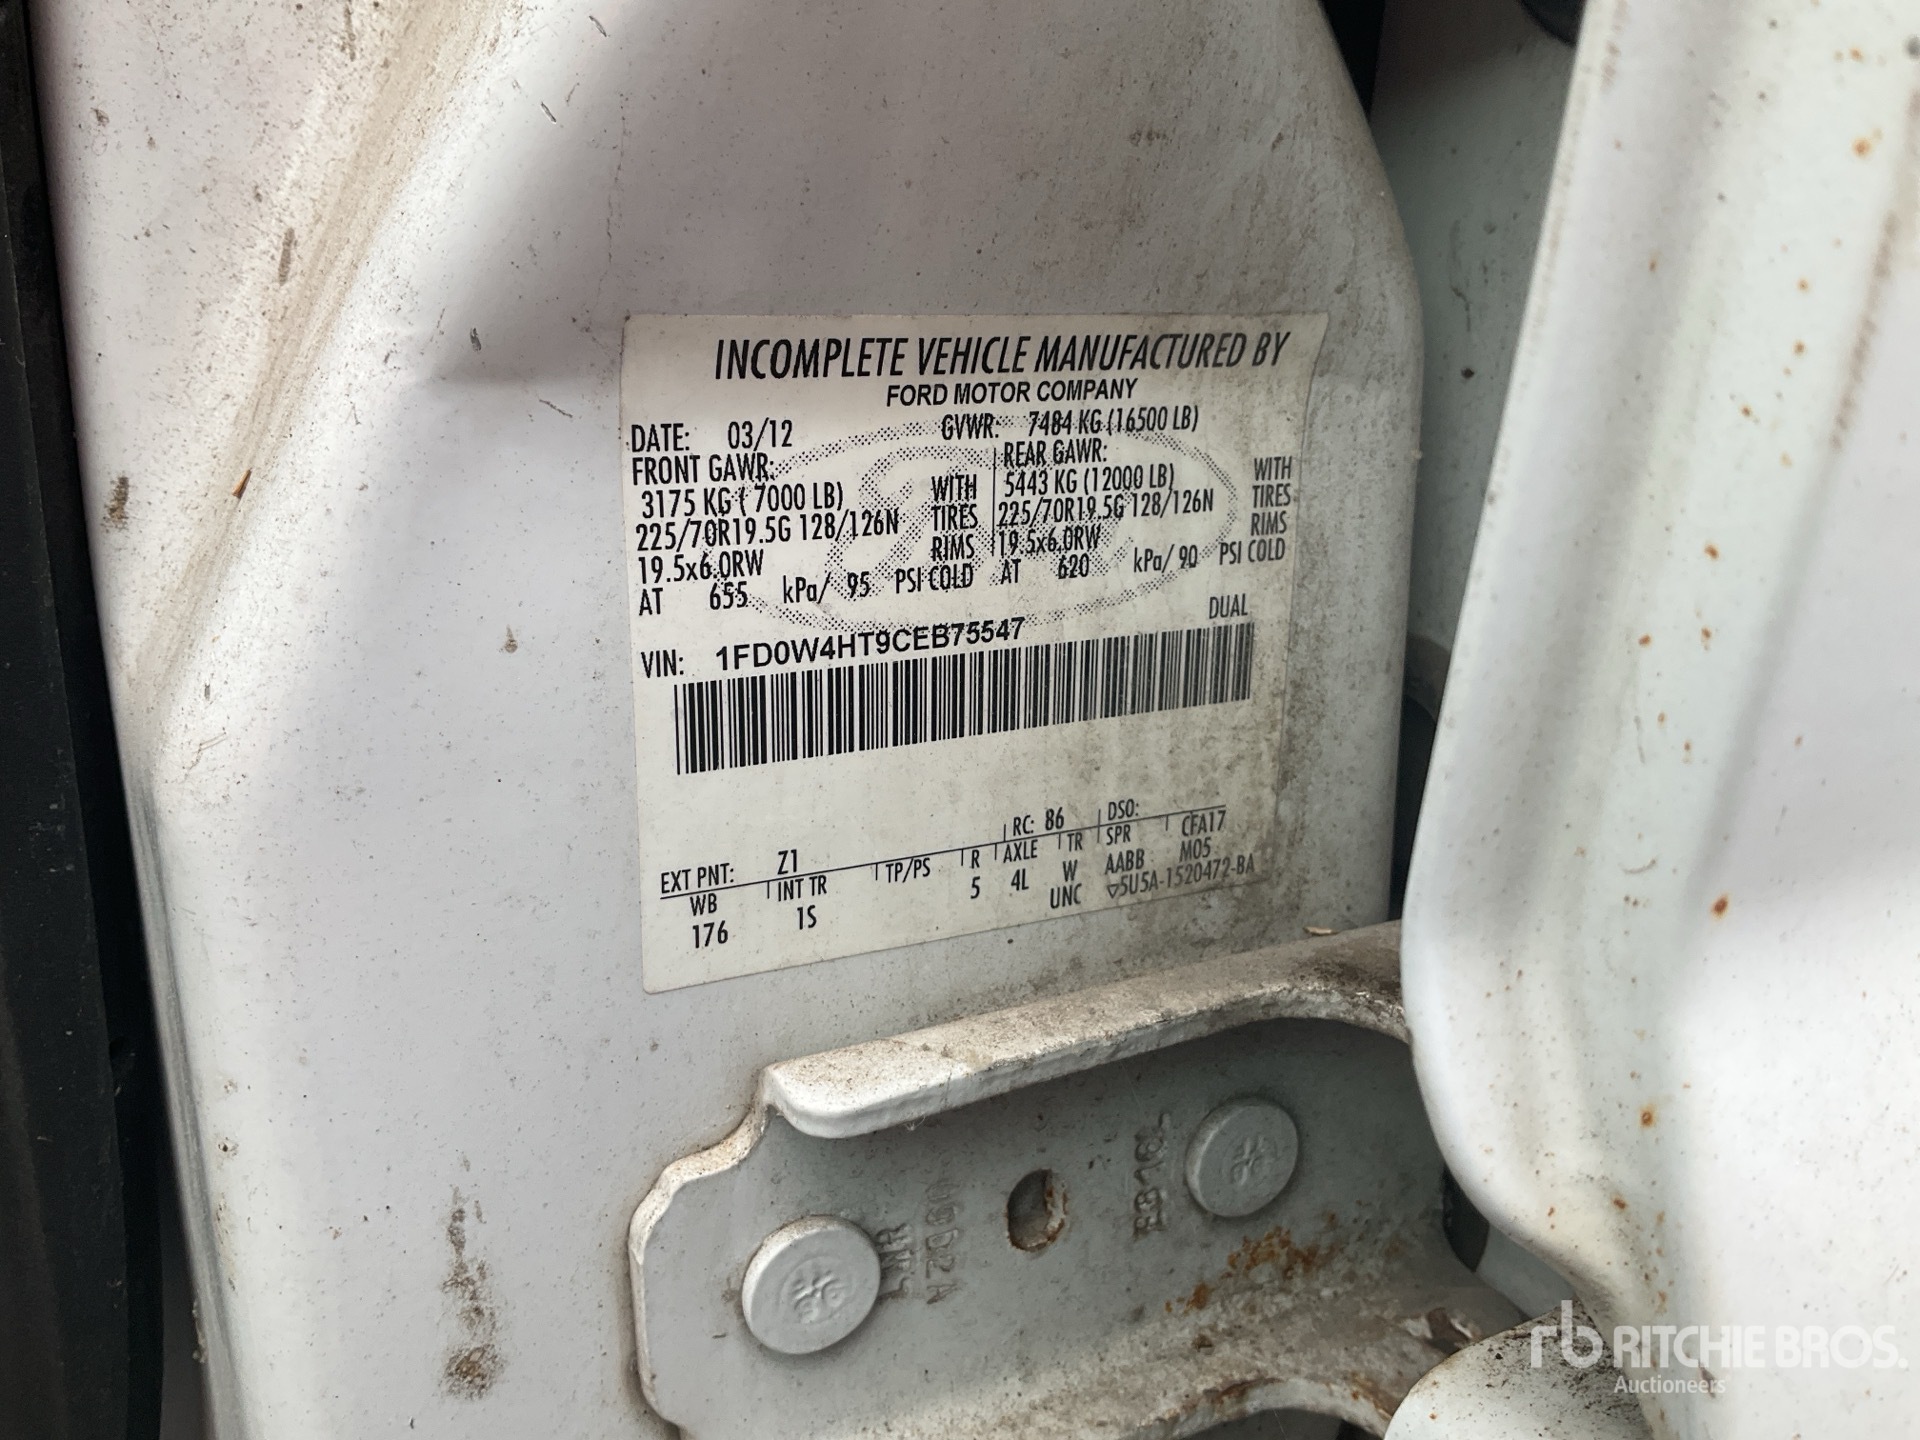 INCOMPLETE VEHICLE MANUFACTURED BY
FORD MOTOR COMPANY
DATE: 03/12 GVWR: 7484 KG (16500 LB)
FRONT GAWR: REAR GAWR:
3175 KG ( 7000 LB) WITH 5443 KG (12000 LB) WITH
225/70R19.5G 128/126N TIRES 225/70R19.5G 128/126N TIRES
19.5x6.0RW RIMS 19.5x6.0RW RIMS
AT 655 kPa/ 95 PSI COLD AT 620 kPa/ 90 PSI COLD
DUAL
VIN: 1FD0W4HT9CEB75547
EXT PNT: Z1 RC: 86 DSO:
WB INT TR TP/PS R AXLE TR SPR CFA17
176 1S 5 4L W AABB M05
UNC ▽5U5A-1520472-BA
rb RITCHIE BROS.
Auctioneers